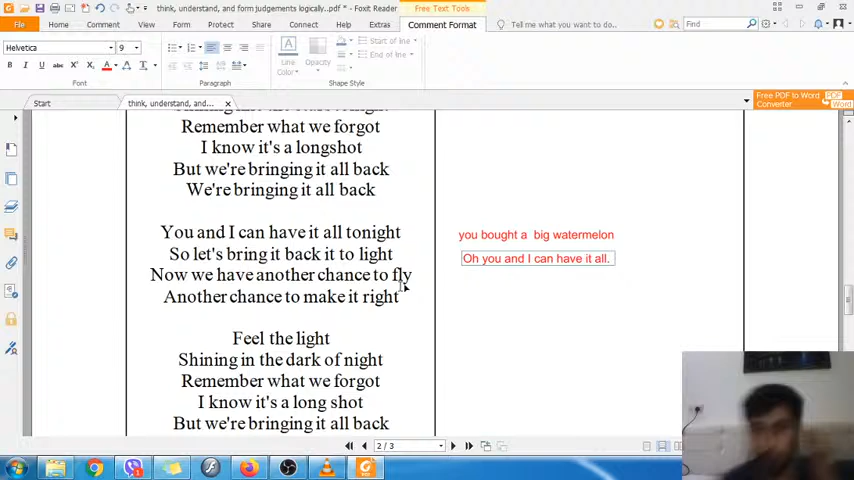 think, understand, and form judgements logically..pdf * - Foxit Reader
Free Text Tools
File Home Comment View Form Protect Share Connect Help Extras Comment Format Tell me what you want to do... Find
Helvetica 9 Start of line
End of line
Line Color Opacity
Font Paragraph Shape Style
Start think, understand, and... Free PDF to Word Converter PDF Word
Remember what we forgot
I know it's a longshot
But we're bringing it all back
We're bringing it all back
You and I can have it all tonight
So let's bring it back it to light
Now we have another chance to fly
Another chance to make it right
Feel the light
Shining in the dark of night
Remember what we forgot
I know it's a long shot
But we're bringing it all back
you bought a big watermelon
Oh you and I can have it all.
2 / 3